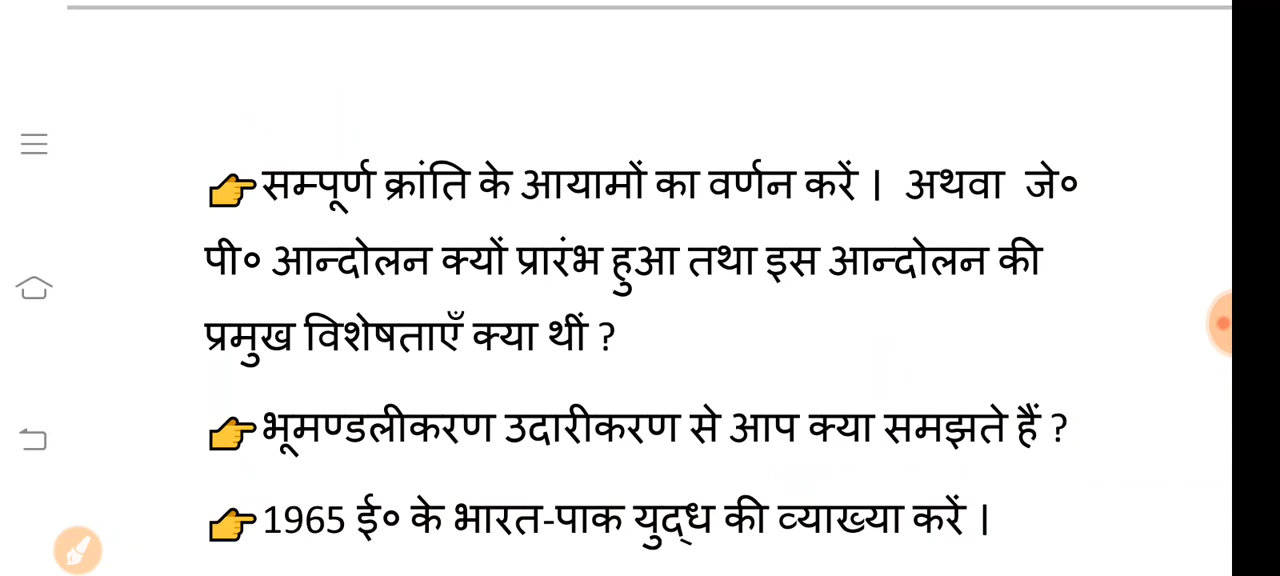 👉सम्पूर्ण क्रांति के आयामों का वर्णन करें । अथवा जे०
पी० आन्दोलन क्यों प्रारंभ हुआ तथा इस आन्दोलन की
प्रमुख विशेषताएँ क्या थीं ?
👉भूमण्डलीकरण उदारीकरण से आप क्या समझते हैं ?
👉1965 ई० के भारत-पाक युद्ध की व्याख्या करें ।